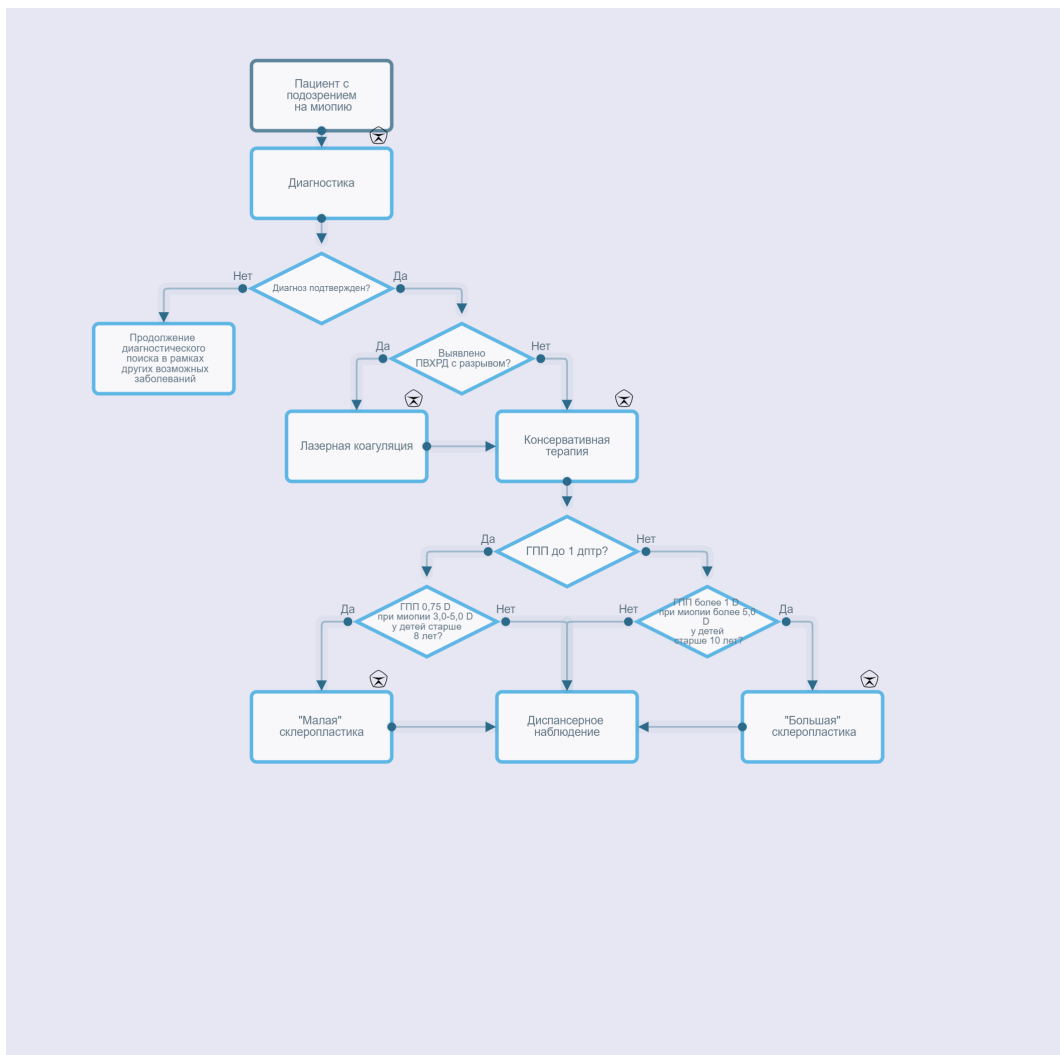 Пациент с
подозрением
на миопию
Диагностика
Нет
Да
Диагноз подтвержден?
Продолжение
диагностического
поиска в рамках
других возможных
заболеваний
Да
Нет
Выявлено
ПВХРД с разрывом?
Лазерная коагуляция
Консервативная
терапия
Да
Нет
ГПП до 1 дптр?
Да
Нет
ГПП 0,75 D
при миопии 3,0-5,0 D
у детей старше
8 лет?
Нет
Да
ГПП более 1 D
при миопии более 5,0
D
у детей
старше 10 лет?
"Малая"
склеропластика
Диспансерное
наблюдение
"Большая"
склеропластика